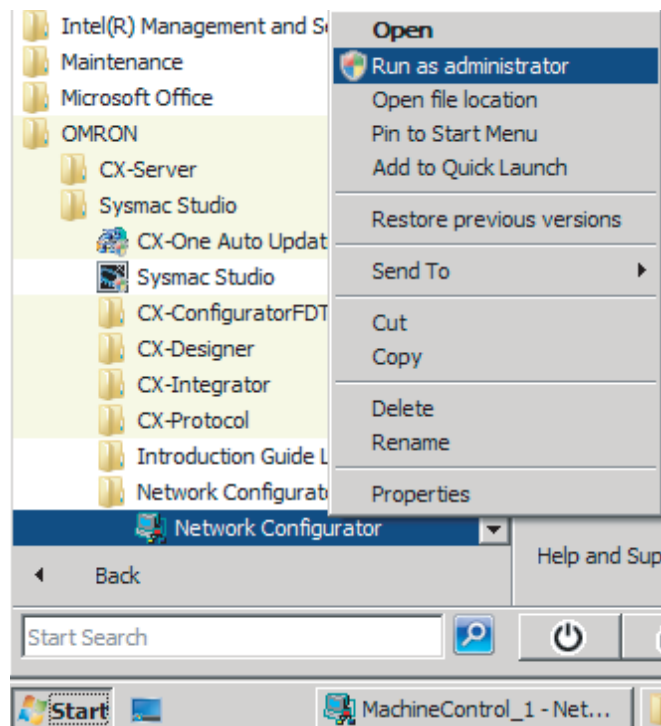 Intel(R) Management and
Maintenance
Microsoft Office
OMRON
CX-Server
Sysmac Studio
CX-One Auto Updat
Sysmac Studio
CX-ConfiguratorFDT
CX-Designer
CX-Integrator
CX-Protocol
Introduction Guide L
Network Configurat
Network Configurator
Back
Start Search
Open
Run as administrator
Open file location
Pin to Start Menu
Add to Quick Launch
Restore previous versions
Send To
Cut
Copy
Delete
Rename
Properties
Help and Sup
Start
MachineControl_1 - Net...